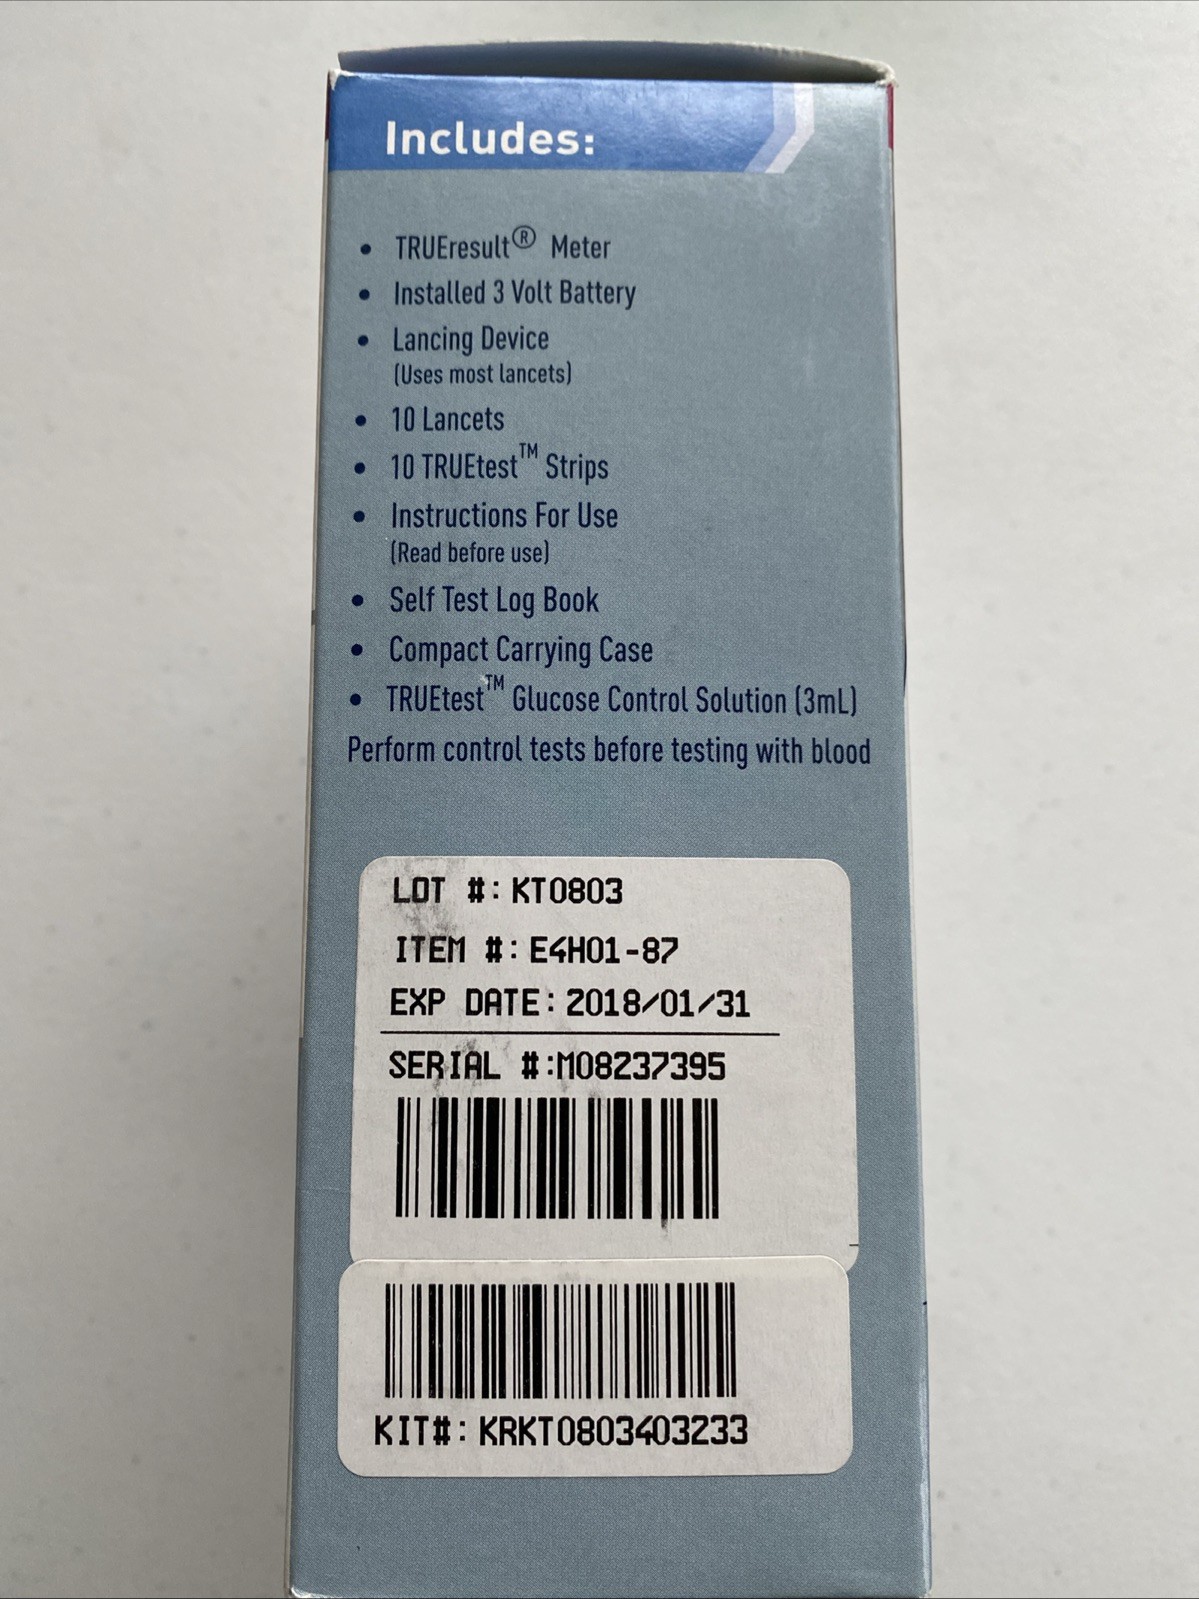 Includes:
• TRUEresult® Meter
• Installed 3 Volt Battery
• Lancing Device
(Uses most lancets)
• 10 Lancets
• 10 TRUEtest™ Strips
• Instructions For Use
(Read before use)
• Self Test Log Book
• Compact Carrying Case
• TRUEtest™ Glucose Control Solution (3mL)
Perform control tests before testing with blood
LOT #: KT0803
ITEM #: E4H01-87
EXP DATE: 2018/01/31
SERIAL #:M08237395
KIT#: KRKT0803403233